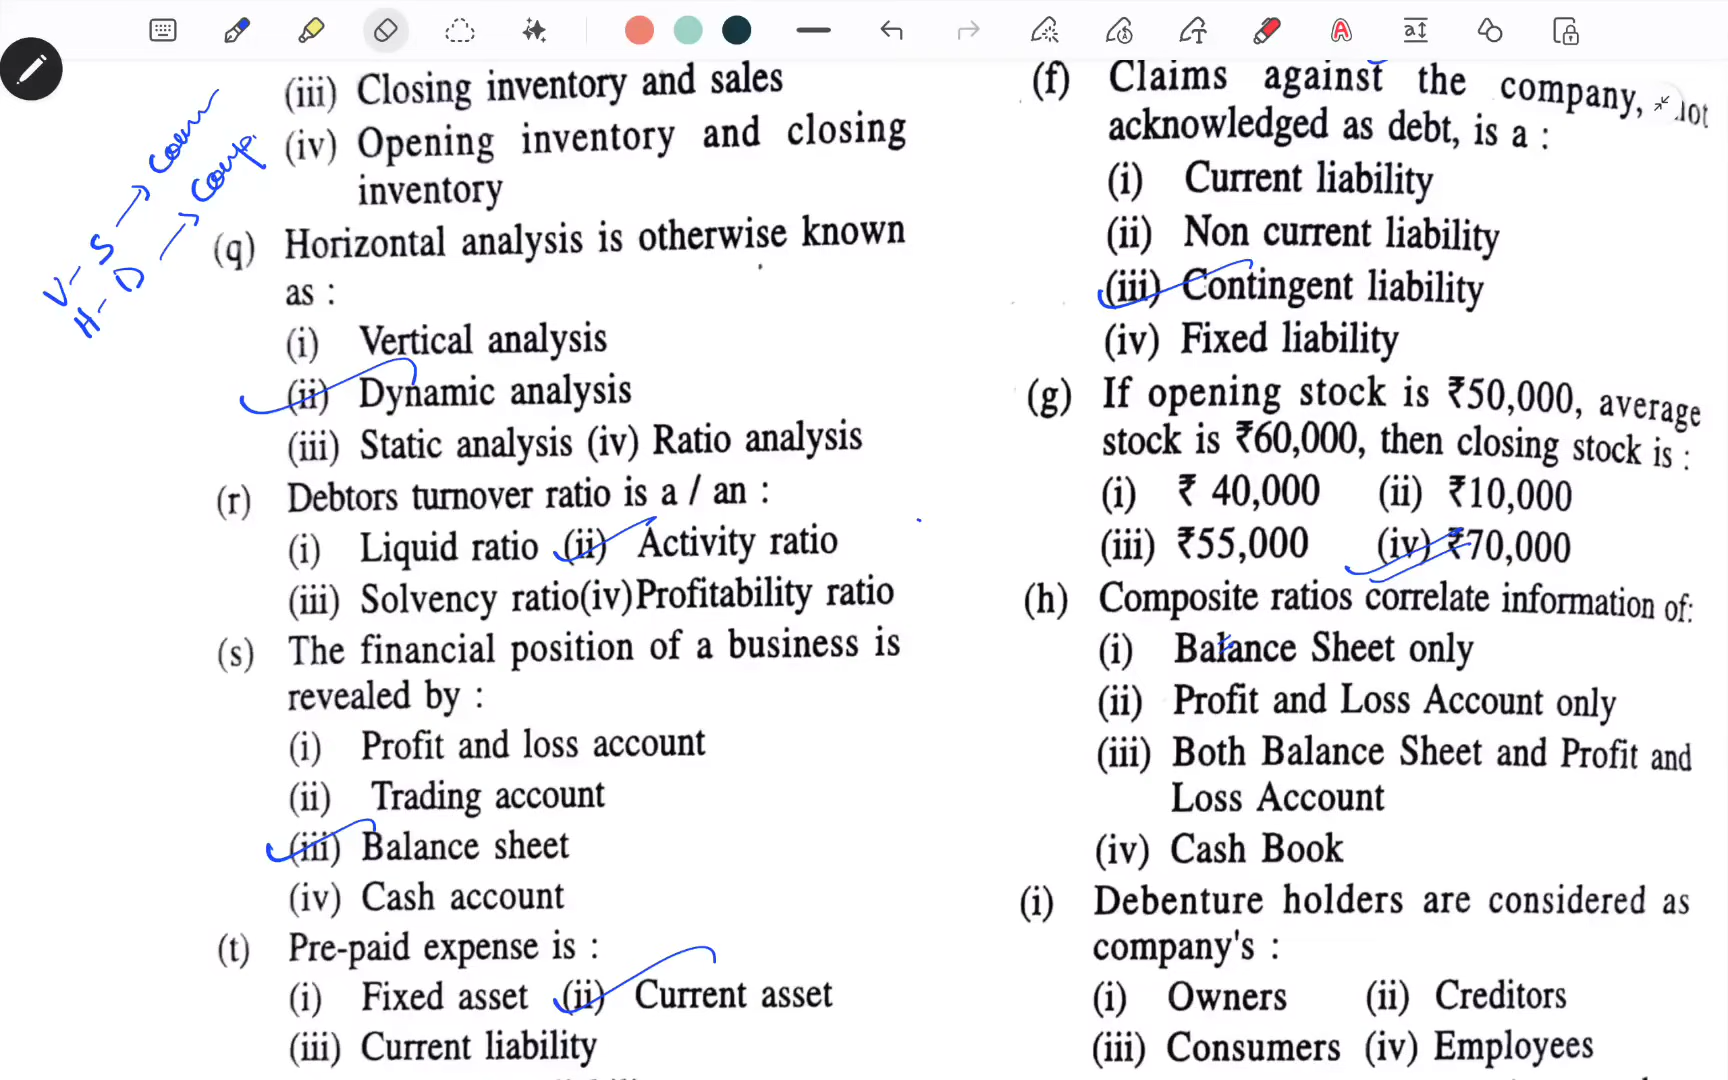 (iii) Closing inventory and sales
(iv) Opening inventory and closing
inventory
(q) Horizontal analysis is otherwise known
as :
(i) Vertical analysis
(ii) Dynamic analysis
(iii) Static analysis (iv) Ratio analysis
(r) Debtors turnover ratio is a / an :
(i) Liquid ratio (ii) Activity ratio
(iii) Solvency ratio(iv)Profitability ratio
(s) The financial position of a business is
revealed by :
(i) Profit and loss account
(ii) Trading account
(iii) Balance sheet
(iv) Cash account
(t) Pre-paid expense is :
(i) Fixed asset (ii) Current asset
(iii) Current liability
V - S →
H - D → Comp.
(f) Claims against the company, not
acknowledged as debt, is a :
(i) Current liability
(ii) Non current liability
(iii) Contingent liability
(iv) Fixed liability
(g) If opening stock is ₹50,000, average
stock is ₹60,000, then closing stock is :
(i) ₹ 40,000 (ii) ₹10,000
(iii) ₹55,000 (iv) ₹70,000
(h) Composite ratios correlate information of:
(i) Balance Sheet only
(ii) Profit and Loss Account only
(iii) Both Balance Sheet and Profit and
Loss Account
(iv) Cash Book
(i) Debenture holders are considered as
company's :
(i) Owners (ii) Creditors
(iii) Consumers (iv) Employees